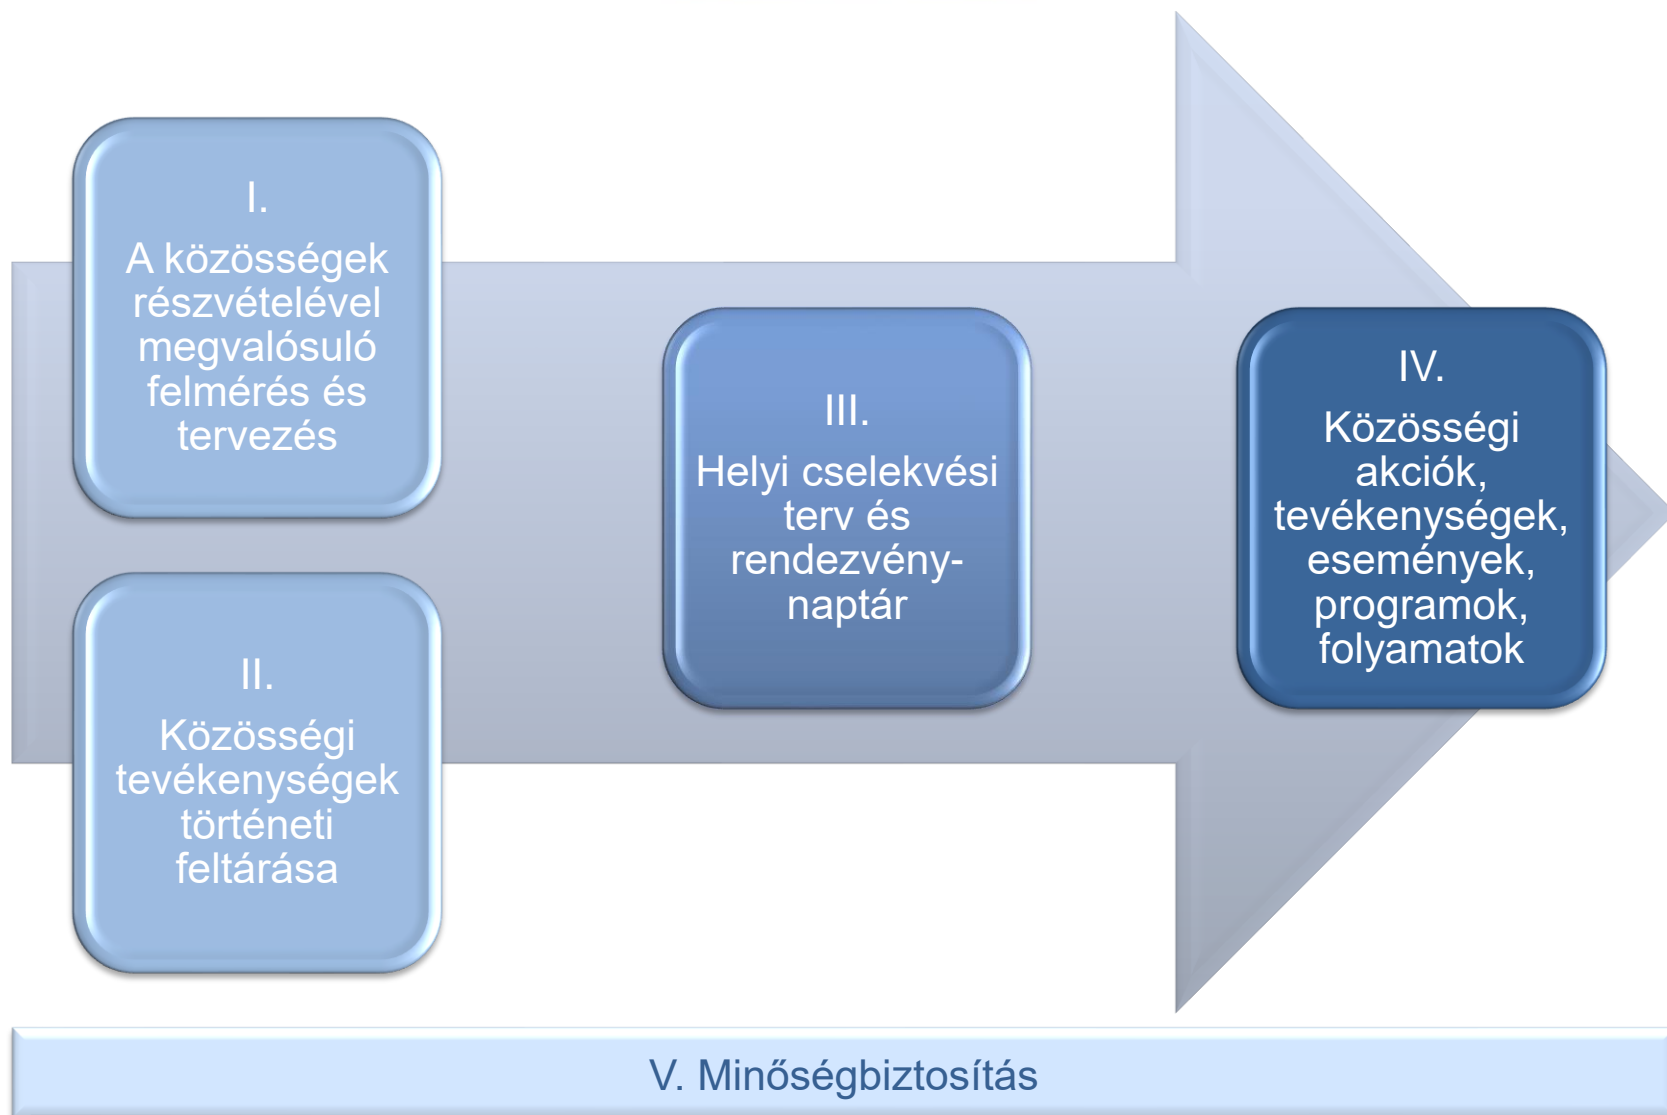 I.
A közösségek
részvételével
megvalósuló
felmérés és
tervezés
II.
Közösségi
tevékenységek
történeti
feltárása
III.
Helyi cselekvési
terv és
rendezvény-
naptár
IV.
Közösségi
akciók,
tevékenységek,
események,
programok,
folyamatok
V. Minőségbiztosítás